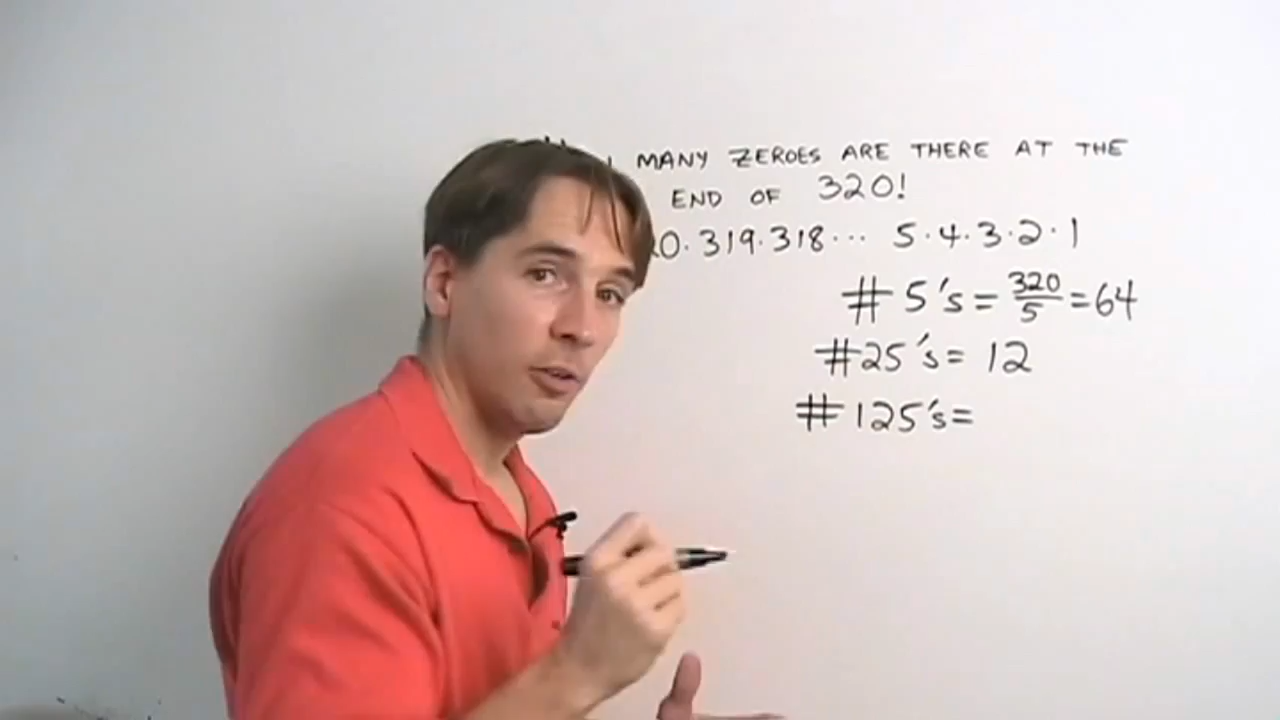 MANY ZEROES ARE THERE AT THE
END OF 320!
0·319·318··· 5·4·3·2·1
# 5's = 320/5 = 64
#25's = 12
#125's =